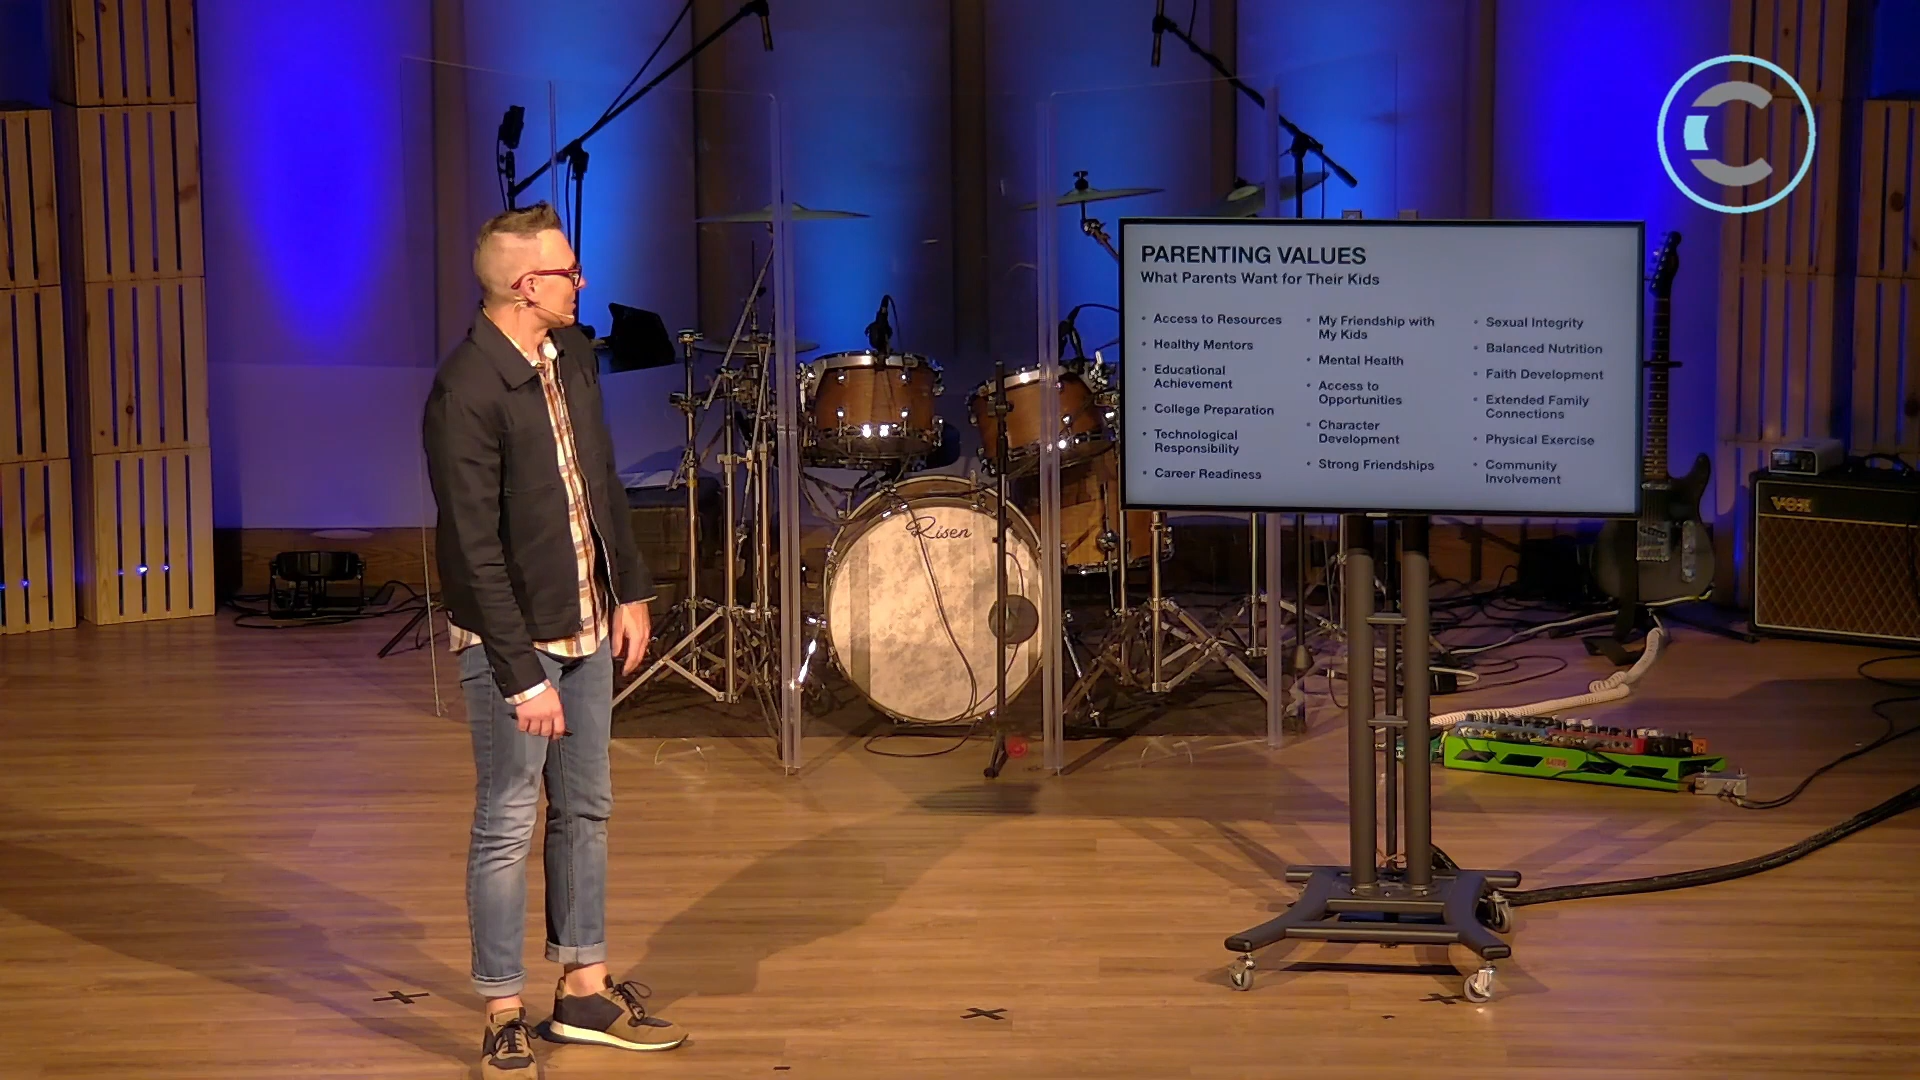 PARENTING VALUES
What Parents Want for Their Kids
• Access to Resources
• Healthy Mentors
• Educational
Achievement
• College Preparation
• Technological
Responsibility
• Career Readiness
• My Friendship with
My Kids
• Mental Health
• Access to
Opportunities
• Character
Development
• Strong Friendships
• Sexual Integrity
• Balanced Nutrition
• Faith Development
• Extended Family
Connections
• Physical Exercise
• Community
Involvement
Risen
VOX
C